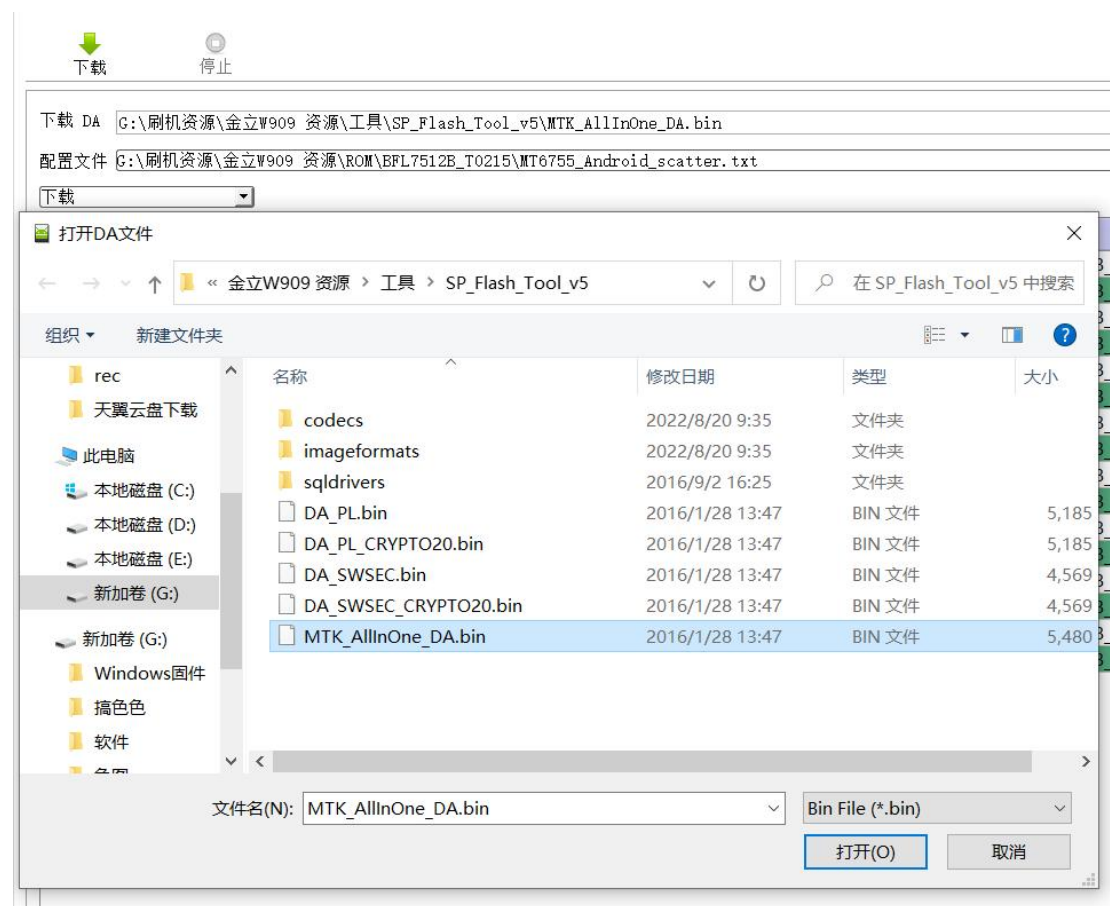 下载 停止
下载 DA G:\刷机资源\金立W909 资源\工具\SP_Flash_Tool_v5\MTK_AllInOne_DA.bin
配置文件 G:\刷机资源\金立W909 资源\ROM\BFL7512B_T0215\MT6755_Android_scatter.txt
下载
打开DA文件
« 金立W909 资源 › 工具 › SP_Flash_Tool_v5 在 SP_Flash_Tool_v5 中搜索
组织 新建文件夹
rec
天翼云盘下载
此电脑
本地磁盘 (C:)
本地磁盘 (D:)
本地磁盘 (E:)
新加卷 (G:)
新加卷 (G:)
Windows固件
搞色色
软件
名称 修改日期 类型 大小
codecs 2022/8/20 9:35 文件夹
imageformats 2022/8/20 9:35 文件夹
sqldrivers 2016/9/2 16:25 文件夹
DA_PL.bin 2016/1/28 13:47 BIN 文件 5,185
DA_PL_CRYPTO20.bin 2016/1/28 13:47 BIN 文件 5,185
DA_SWSEC.bin 2016/1/28 13:47 BIN 文件 4,569
DA_SWSEC_CRYPTO20.bin 2016/1/28 13:47 BIN 文件 4,569
MTK_AllInOne_DA.bin 2016/1/28 13:47 BIN 文件 5,480
文件名(N): MTK_AllInOne_DA.bin Bin File (*.bin)
打开(O) 取消